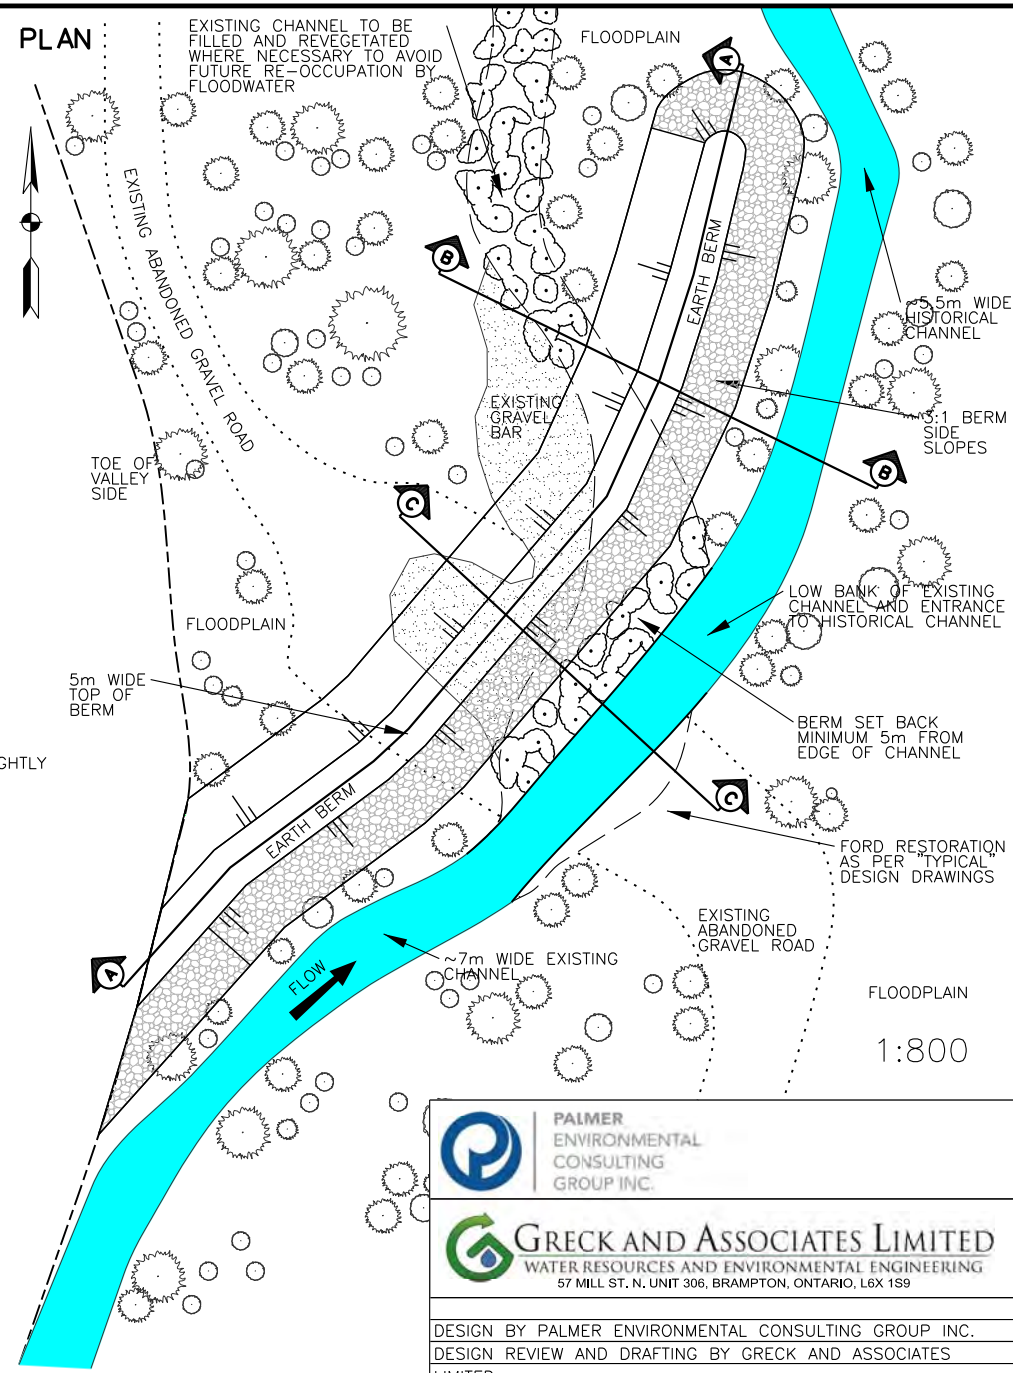 PLAN
EXISTING CHANNEL TO BE
FILLED AND REVEGETATED
WHERE NECESSARY TO AVOID
FUTURE RE-OCCUPATION BY
FLOODWATER
FLOODPLAIN
A
EXISTING ABANDONED GRAVEL ROAD
B
EARTH BERM
~5.5m WIDE
HISTORICAL
CHANNEL
EXISTING
GRAVEL
BAR
3:1 BERM
SIDE
SLOPES
TOE OF
VALLEY
SIDE
B
C
LOW BANK OF EXISTING
CHANNEL AND ENTRANCE
TO HISTORICAL CHANNEL
FLOODPLAIN
5m WIDE
TOP OF
BERM
BERM SET BACK
MINIMUM 5m FROM
EDGE OF CHANNEL
GHTLY
C
EARTH BERM
FORD RESTORATION
AS PER "TYPICAL"
DESIGN DRAWINGS
EXISTING
ABANDONED
GRAVEL ROAD
A
~7m WIDE EXISTING
CHANNEL
FLOW
FLOODPLAIN
1:800
PALMER
ENVIRONMENTAL
CONSULTING
GROUP INC.
GRECK AND ASSOCIATES LIMITED
WATER RESOURCES AND ENVIRONMENTAL ENGINEERING
57 MILL ST. N. UNIT 306, BRAMPTON, ONTARIO, L6X 1S9
DESIGN BY PALMER ENVIRONMENTAL CONSULTING GROUP INC.
DESIGN REVIEW AND DRAFTING BY GRECK AND ASSOCIATES
LIMITED